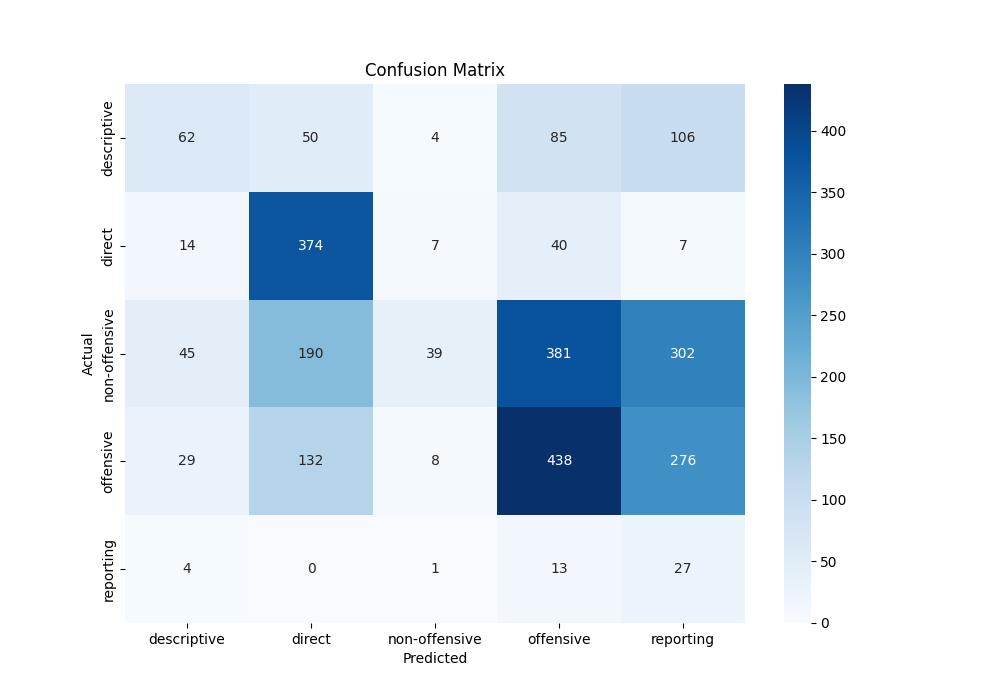 Confusion Matrix
descriptive 62 50 4 85 106
direct 14 374 7 40 7
non-offensive 45 190 39 381 302
offensive 29 132 8 438 276
reporting 4 0 1 13 27
descriptive direct non-offensive offensive reporting
Predicted
Actual
400
350
300
250
200
150
100
50
0